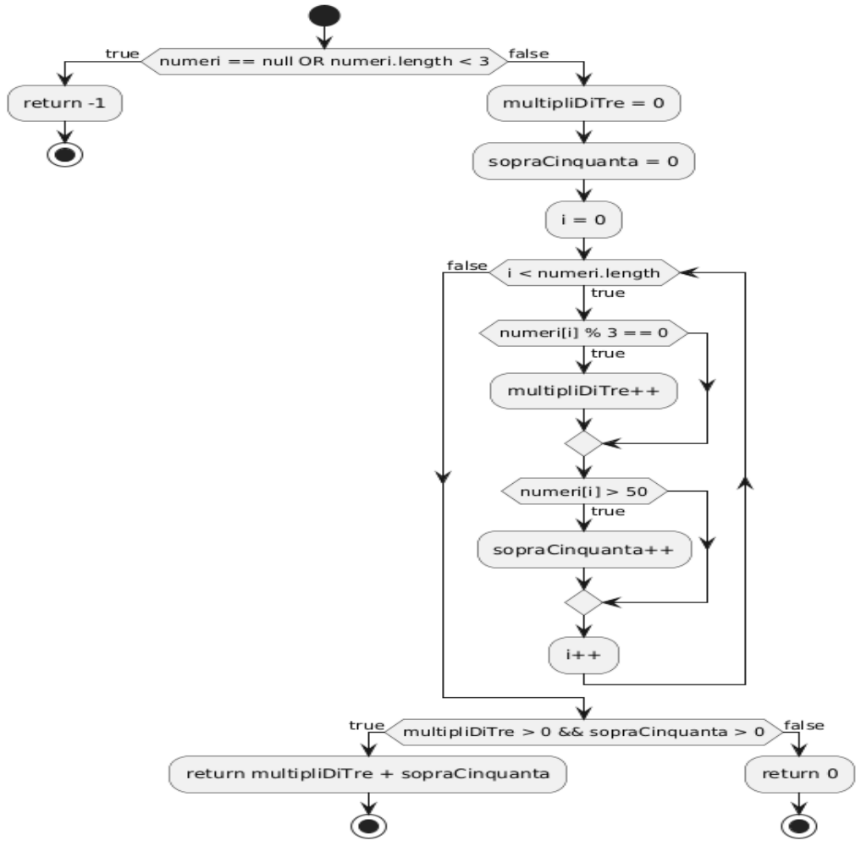 true
numeri == null OR numeri.length < 3
false
return -1
multipliDiTre = 0
sopraCinquanta = 0
i = 0
false
i < numeri.length
true
numeri[i] % 3 == 0
true
multipliDiTre++
numeri[i] > 50
true
sopraCinquanta++
i++
true
multipliDiTre > 0 && sopraCinquanta > 0
false
return multipliDiTre + sopraCinquanta
return 0